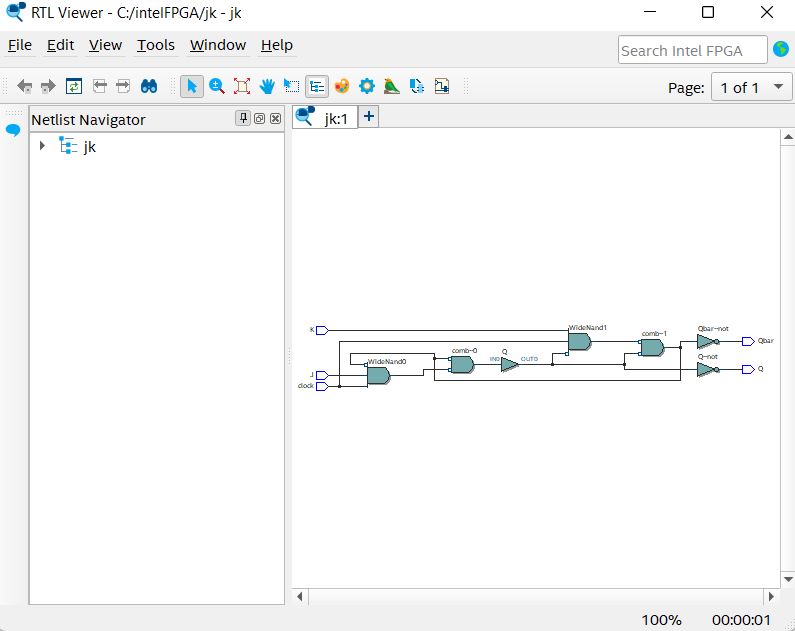 RTL Viewer - C:/intelFPGA/jk - jk
File Edit View Tools Window Help
Search Intel FPGA
Page: 1 of 1
Netlist Navigator
jk
jk:1
K
J
clock
WideNand0
comb~0
Q
IN0
OUT0
WideNand1
comb~1
Qbar~not
Q~not
Qbar
Q
100% 00:00:01